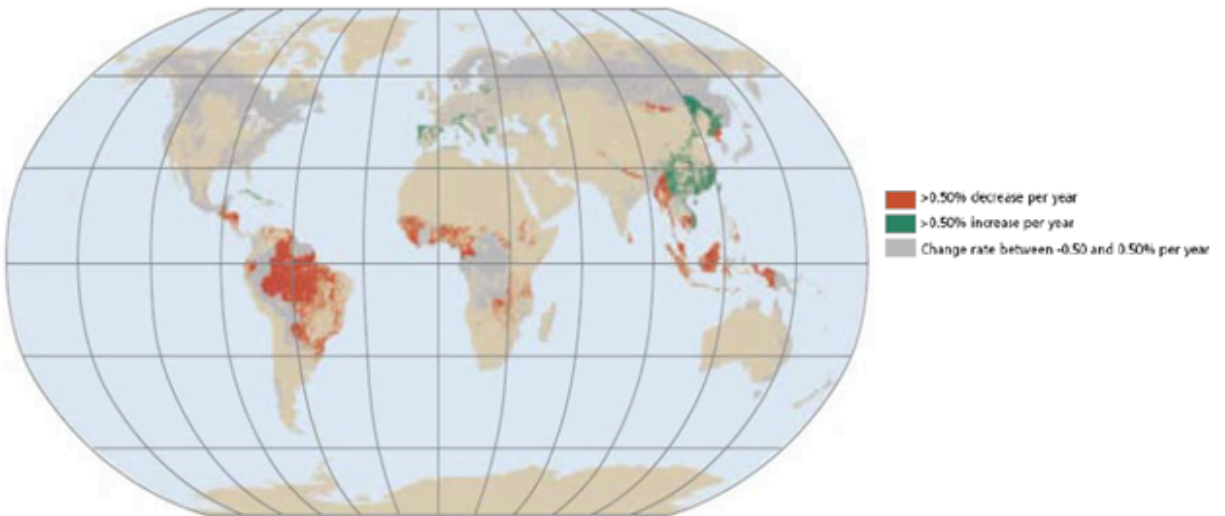 >0.50% decrease per year
>0.50% increase per year
Change rate between -0.50 and 0.50% per year